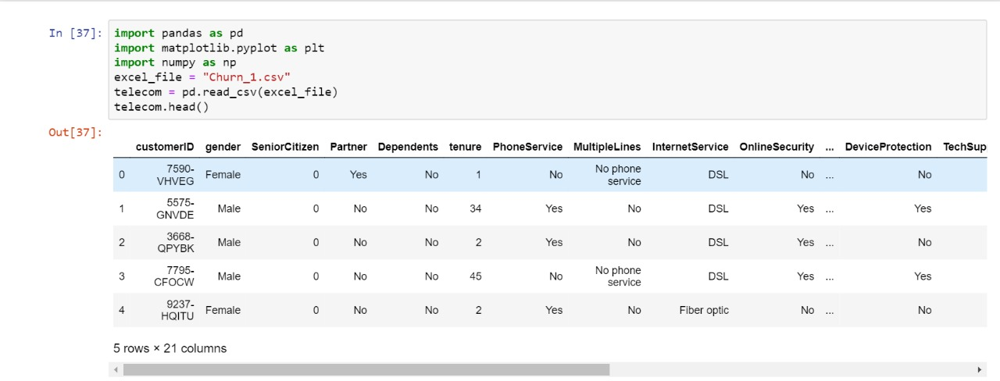 In [37]:
import pandas as pd
import matplotlib.pyplot as plt
import numpy as np
excel_file = "Churn_1.csv"
telecom = pd.read_csv(excel_file)
telecom.head()
Out[37]:
customerID gender SeniorCitizen Partner Dependents tenure PhoneService MultipleLines InternetService OnlineSecurity ... DeviceProtection TechSup
0 7590-VHVEG Female 0 Yes No 1 No No phone service DSL No ... No
1 5575-GNVDE Male 0 No No 34 Yes No DSL Yes ... Yes
2 3668-QPYBK Male 0 No No 2 Yes No DSL Yes ... No
3 7795-CFOCW Male 0 No No 45 No No phone service DSL Yes ... Yes
4 9237-HQITU Female 0 No No 2 Yes No Fiber optic No ... No
5 rows × 21 columns